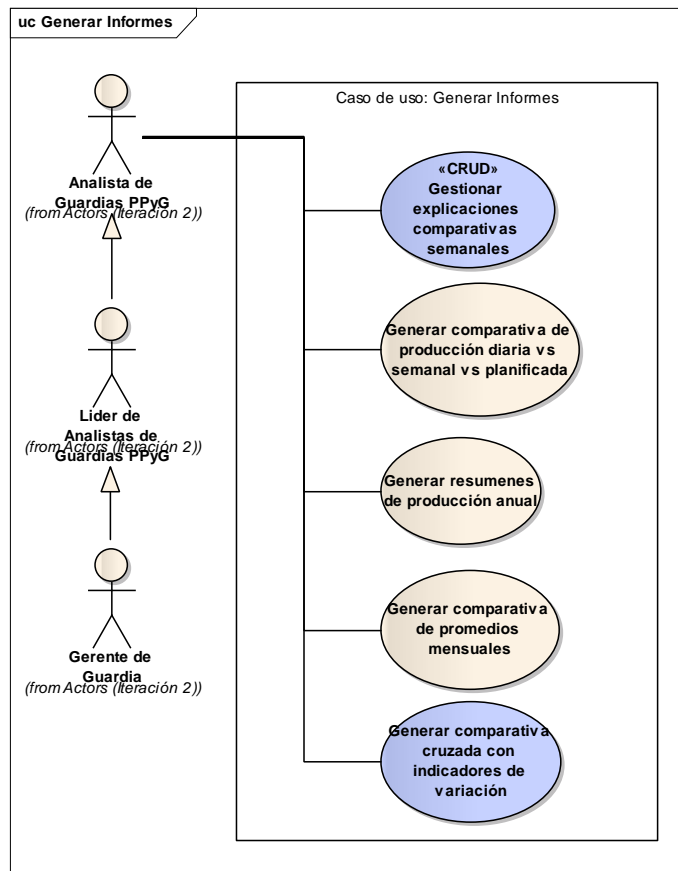 uc Generar Informes
Caso de uso: Generar Informes
Analista de
Guardias PPyG
(from Actors (Iteración 2))
Lider de
Analistas de
Guardias PPyG
(from Actors (Iteración 2))
Gerente de
Guardia
(from Actors (Iteración 2))
«CRUD»
Gestionar
explicaciones
comparativas
semanales
Generar comparativa de
producción diaria vs
semanal vs planificada
Generar resumenes
de producción anual
Generar comparativa
de promedios
mensuales
Generar comparativa
cruzada con
indicadores de
variación